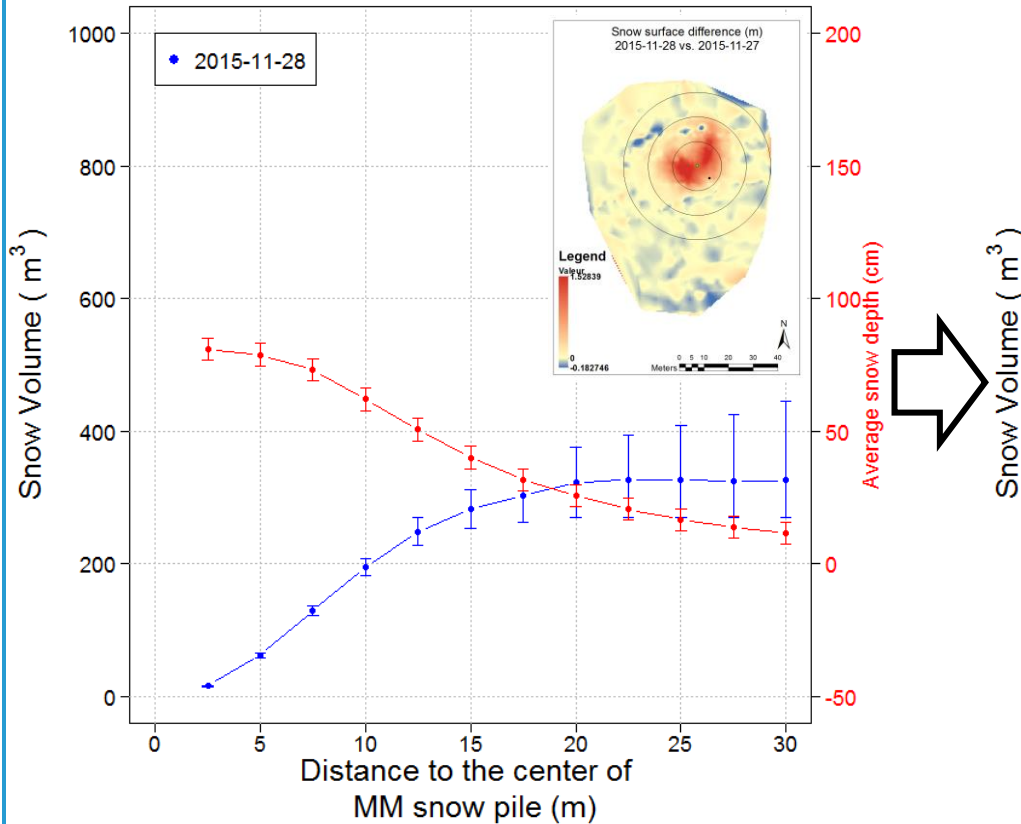 1000
800
600
400
200
0
Snow Volume ( m³ )
2015-11-28
Snow surface difference (m)
2015-11-28 vs. 2015-11-27
Legend
Valeur
1.52839
0
-0.182746
N
Meters
0 5 10 20 30 40
200
150
100
50
0
-50
Average snow depth (cm)
0 5 10 15 20 25 30
Distance to the center of
MM snow pile (m)
Snow Volume ( m³ )